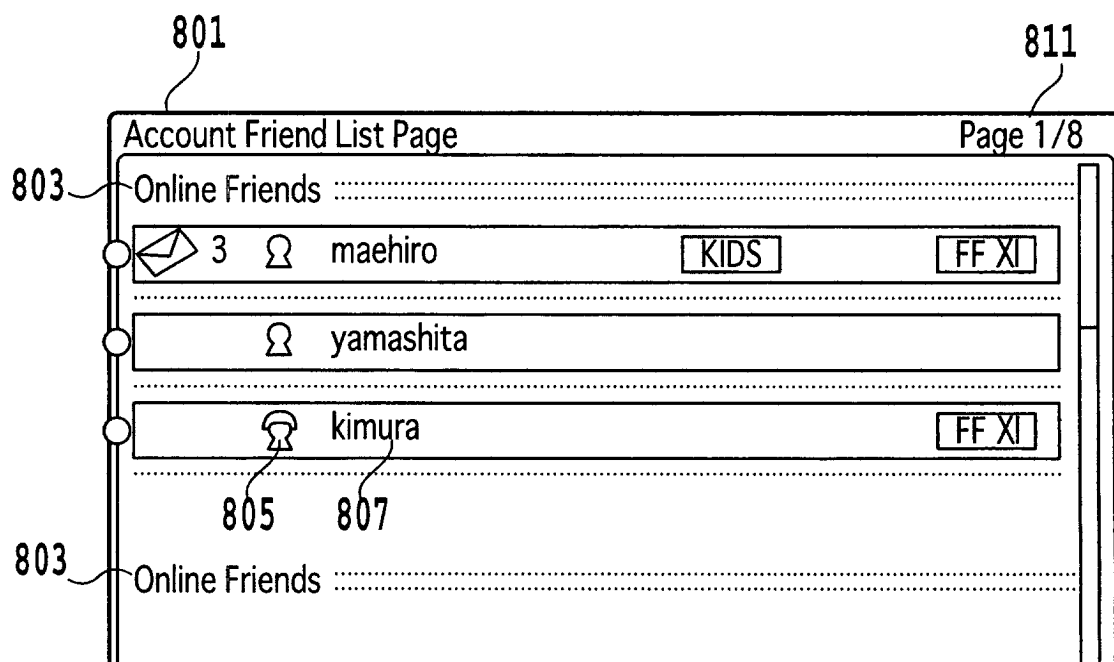 801 811
Account Friend List Page Page 1/8
803 Online Friends
3 maehiro KIDS FF XI
yamashita
kimura FF XI
805 807
803 Online Friends